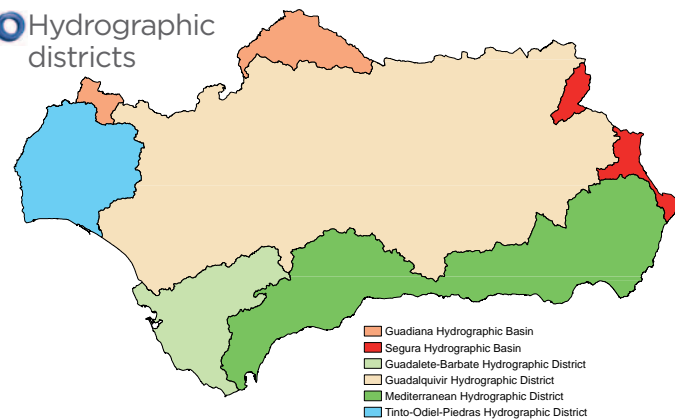 Hydrographic
districts
Guadiana Hydrographic Basin
Segura Hydrographic Basin
Guadalete-Barbate Hydrographic District
Guadalquivir Hydrographic District
Mediterranean Hydrographic District
Tinto-Odiel-Piedras Hydrographic District